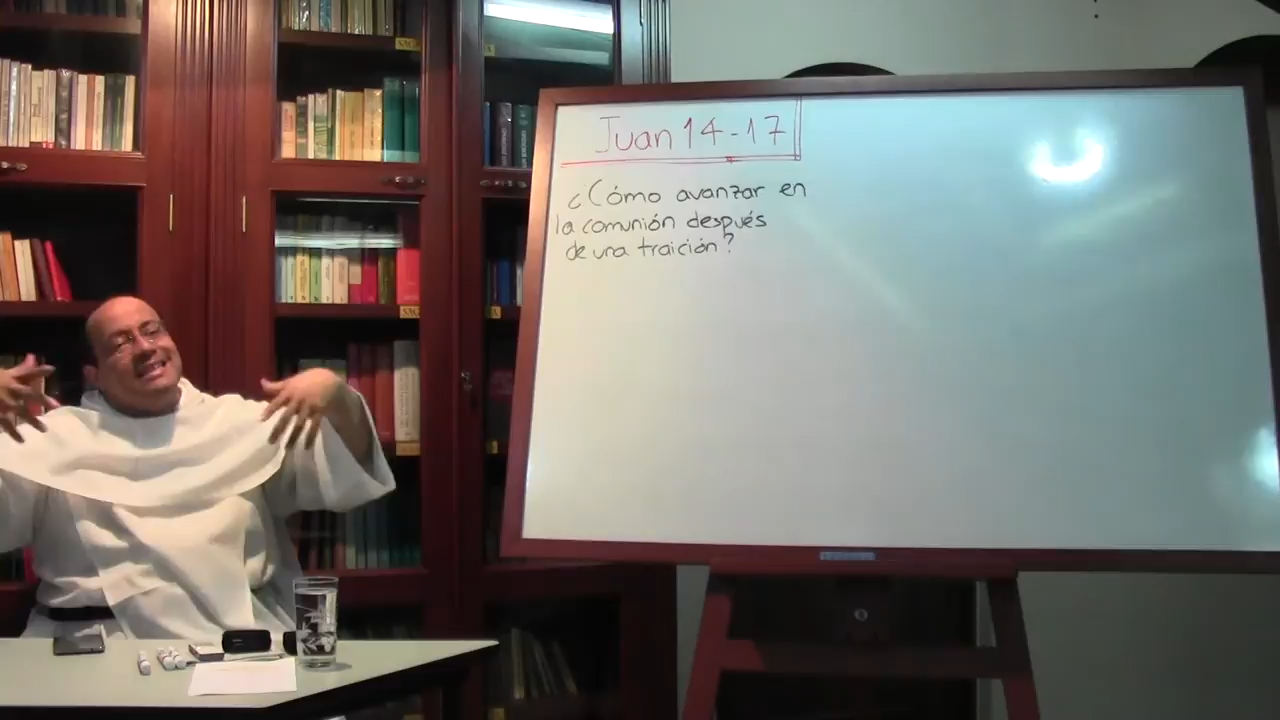 Juan 14-17
¿Cómo avanzar en
la comunión después
de una traición?